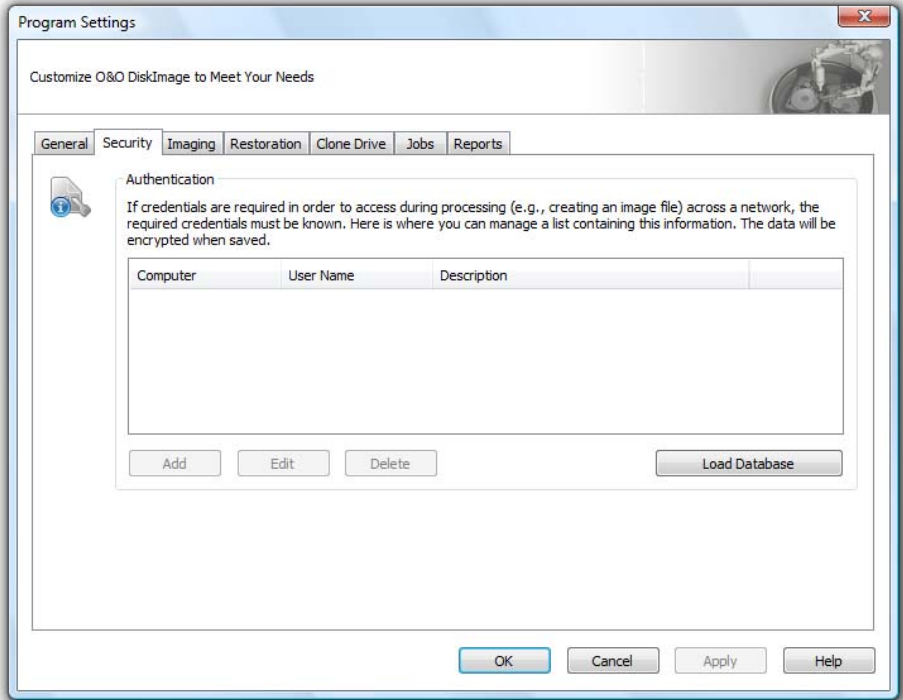 Program Settings
Customize O&O DiskImage to Meet Your Needs
General Security Imaging Restoration Clone Drive Jobs Reports
Authentication
If credentials are required in order to access during processing (e.g., creating an image file) across a network, the
required credentials must be known. Here is where you can manage a list containing this information. The data will be
encrypted when saved.
Computer User Name Description
Add Edit Delete Load Database
OK Cancel Apply Help